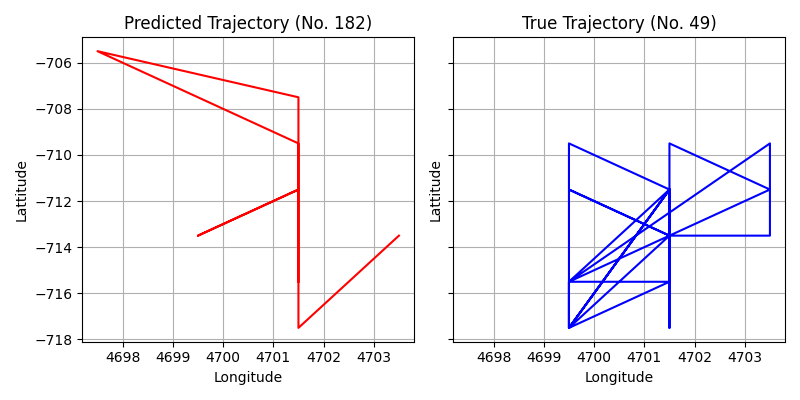 Predicted Trajectory (No. 182)
True Trajectory (No. 49)
Lattitude
−706
−708
−710
−712
−714
−716
−718
4698 4699 4700 4701 4702 4703
Longitude
Lattitude
4698 4699 4700 4701 4702 4703
Longitude